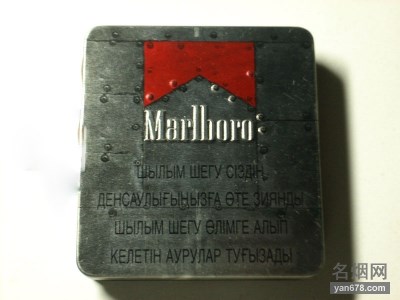 Marlboro
ШЫЛЫМ ШЕГУ СІЗДІҢ
ДЕНСАУЛЫҒЫҢЫЗҒА ӨТЕ ЗИЯНДЫ
ШЫЛЫМ ШЕГУ ӨЛІМГЕ АЛЫП
КЕЛЕТІН АУРУЛАР ТУҒЫЗАДЫ
名烟网
yan678.com